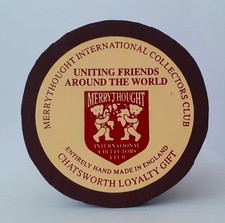 MERRYTHOUGHT INTERNATIONAL COLLECTORS CLUB
UNITING FRIENDS
AROUND THE WORLD
MERRYTHOUGHT
INTERNATIONAL
COLLECTORS
CLUB
ENTIRELY HAND MADE IN ENGLAND
CHATSWORTH LOYALTY GIFT